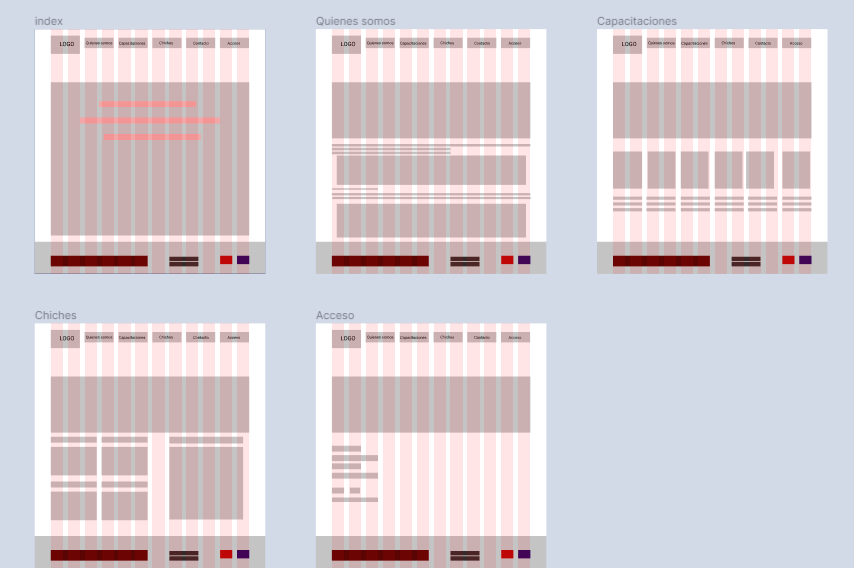 index
LOGO Quienes somos Capacitaciones Chiches Contacto Acceso
Quienes somos
LOGO Quienes somos Capacitaciones Chiches Contacto Acceso
Capacitaciones
LOGO Quienes somos Capacitaciones Chiches Contacto Acceso
Chiches
LOGO Quienes somos Capacitaciones Chiches Contacto Acceso
Acceso
LOGO Quienes somos Capacitaciones Chiches Contacto Acceso